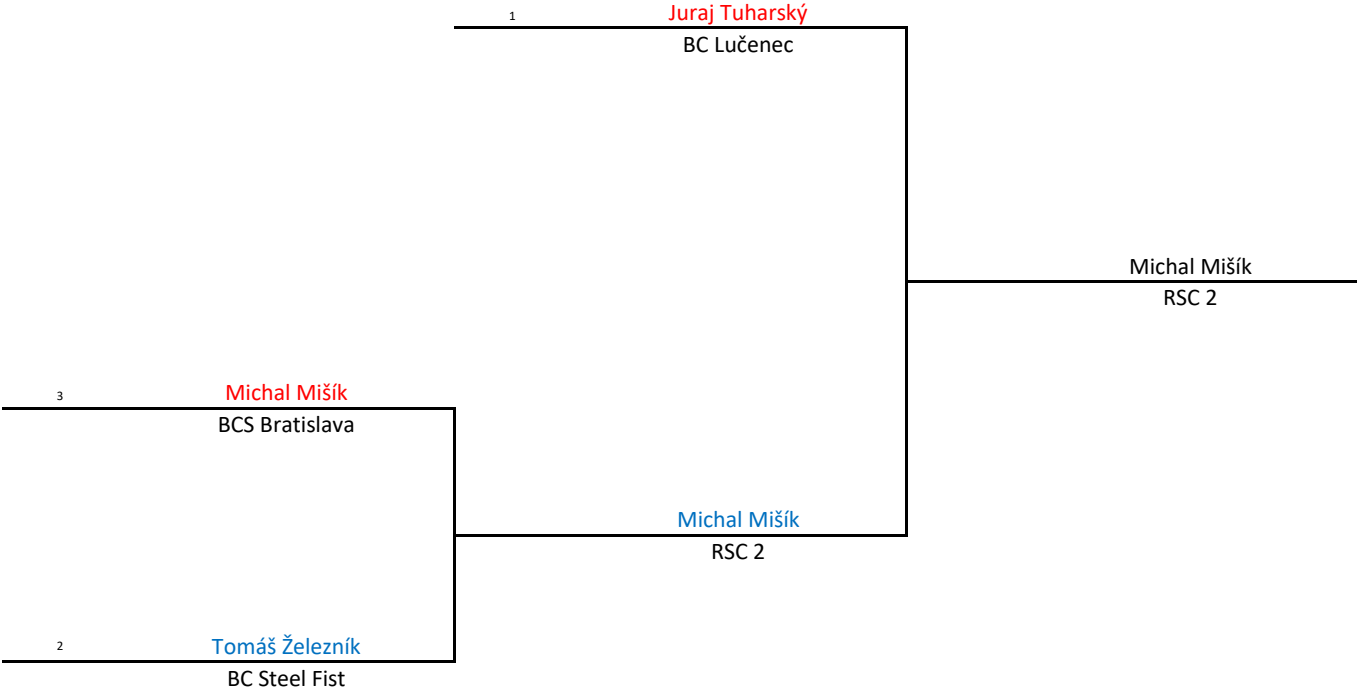 1 Juraj Tuharský
BC Lučenec
Michal Mišík
RSC 2
3 Michal Mišík
BCS Bratislava
Michal Mišík
RSC 2
2 Tomáš Železník
BC Steel Fist